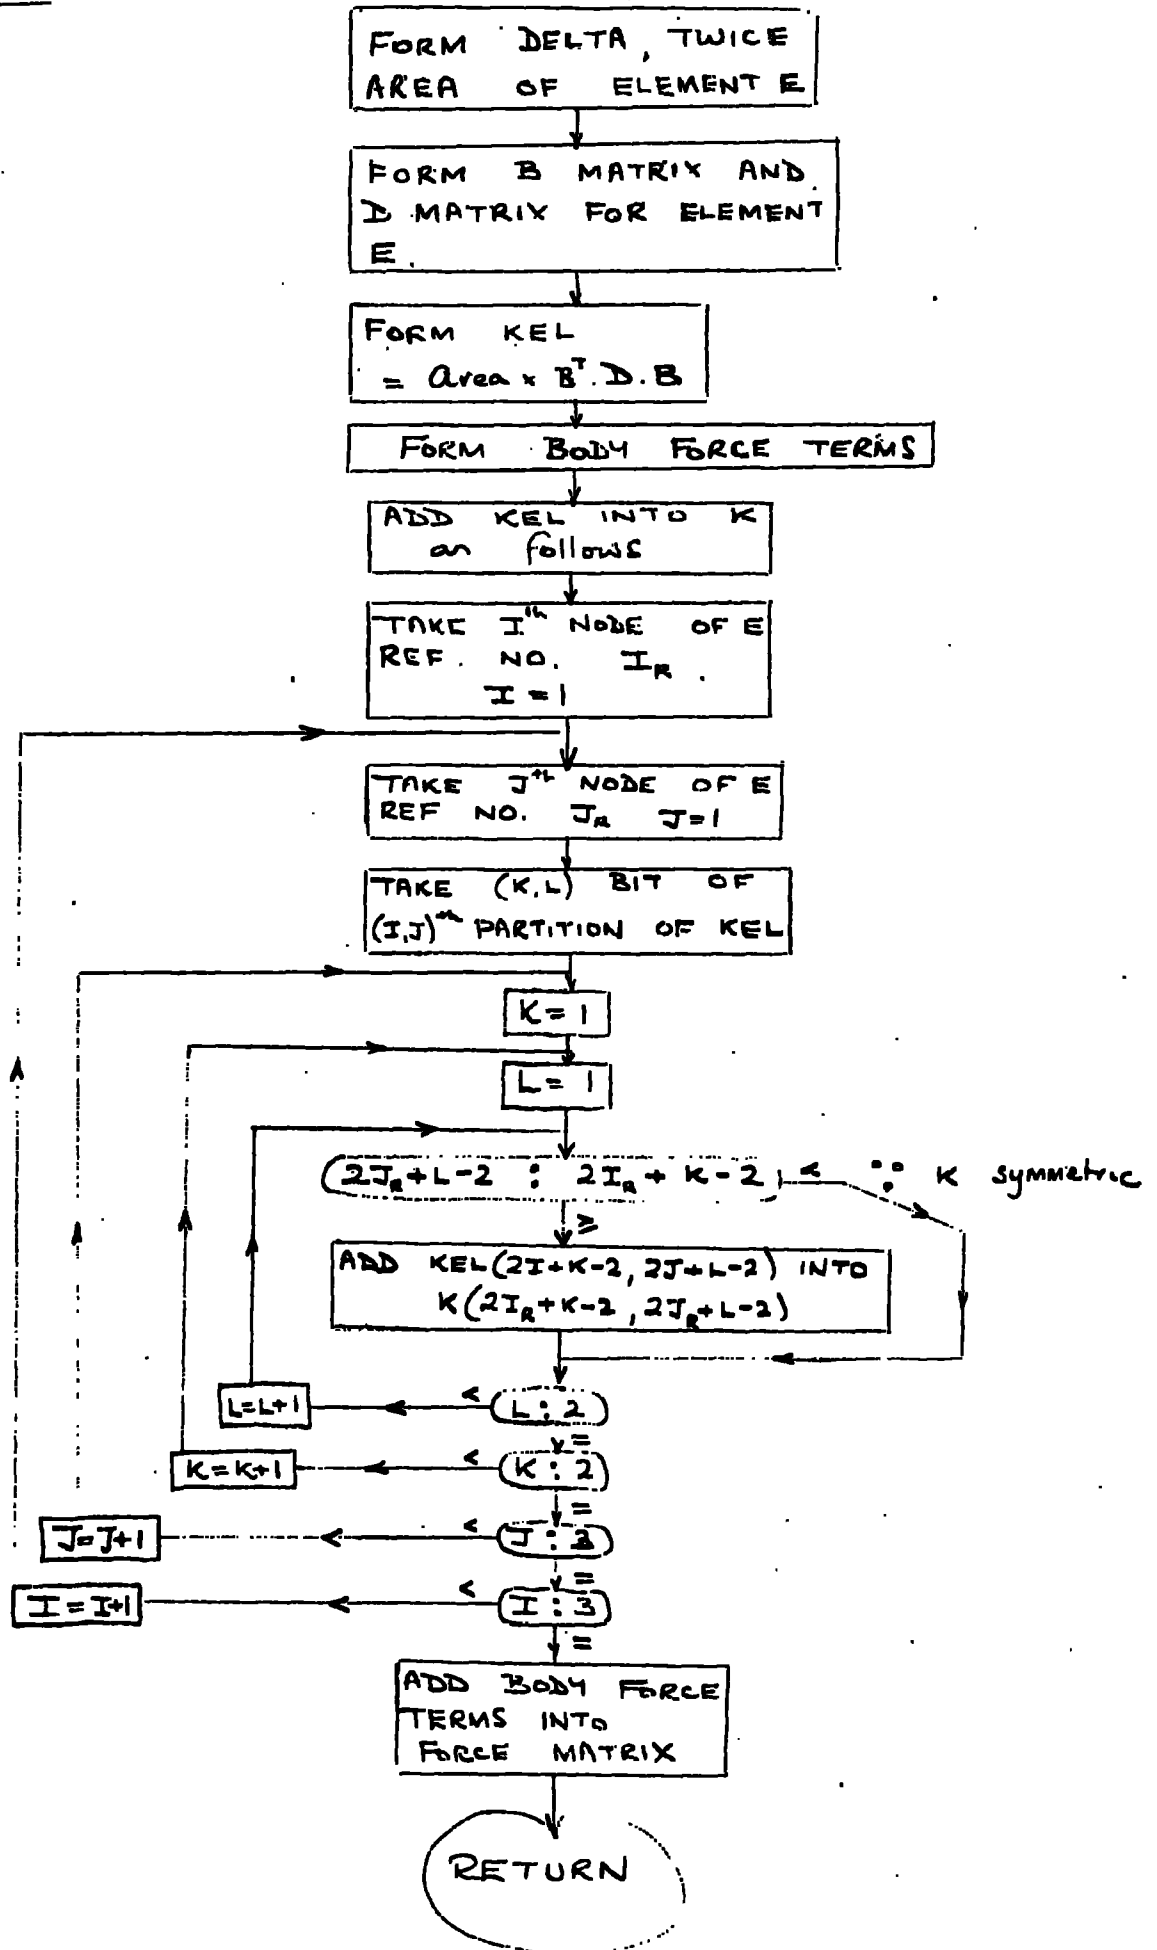 FORM DELTA, TWICE
AREA OF ELEMENT E
FORM B MATRIX AND
D MATRIX FOR ELEMENT
E.
FORM KEL
= Area × Bᵀ.D.B
FORM BODY FORCE TERMS
ADD KEL INTO K
as follows
TAKE Iᵗʰ NODE OF E
REF. NO. I_R.
I = 1
TAKE Jᵗʰ NODE OF E
REF NO. J_R J=1
TAKE (K,L) BIT OF
(I,J)ᵗʰ PARTITION OF KEL
K = 1
L = 1
2J_R+L-2 : 2I_R+K-2 < ∵ K symmetric
≥
ADD KEL(2I+K-2, 2J+L-2) INTO
K(2I_R+K-2, 2J_R+L-2)
L=L+1 < L : 2
=
K=K+1 < K : 2
=
J=J+1 < J : 3
=
I=I+1 < I : 3
=
ADD BODY FORCE
TERMS INTO
FORCE MATRIX
RETURN